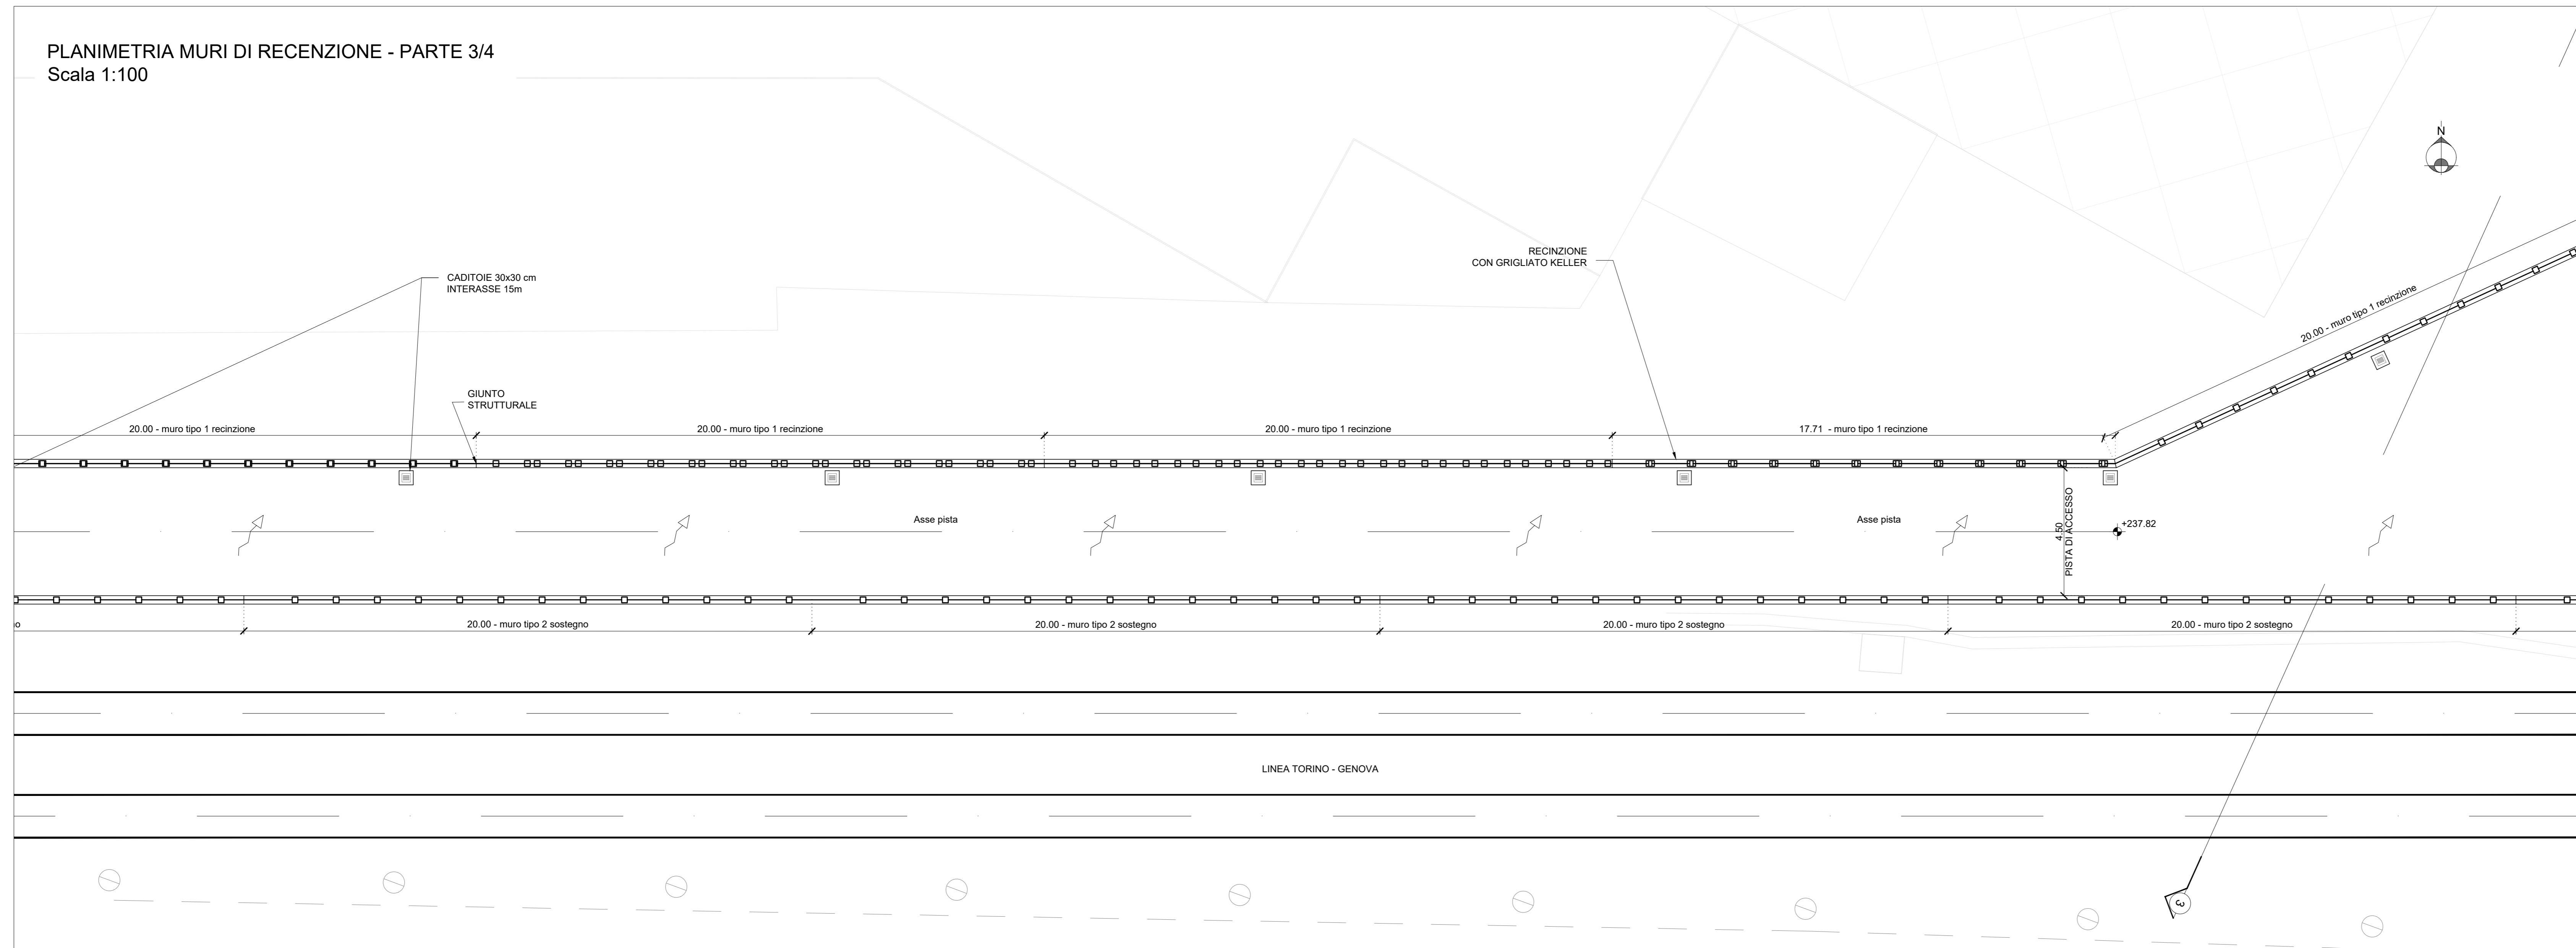 PLANIMETRIA MURI DI RECENZIONE - PARTE 3/4
Scala 1:100
N
RECINZIONE
CON GRIGLIATO KELLER
CADITOIE 30x30 cm
INTERASSE 15m
20.00 - muro tipo 1 recinzione
GIUNTO
STRUTTURALE
20.00 - muro tipo 1 recinzione
20.00 - muro tipo 1 recinzione
20.00 - muro tipo 1 recinzione
17.71 - muro tipo 1 recinzione
Asse pista
Asse pista
4.50
PISTA DI ACCESSO
+237.82
o
20.00 - muro tipo 2 sostegno
20.00 - muro tipo 2 sostegno
20.00 - muro tipo 2 sostegno
20.00 - muro tipo 2 sostegno
LINEA TORINO - GENOVA
3